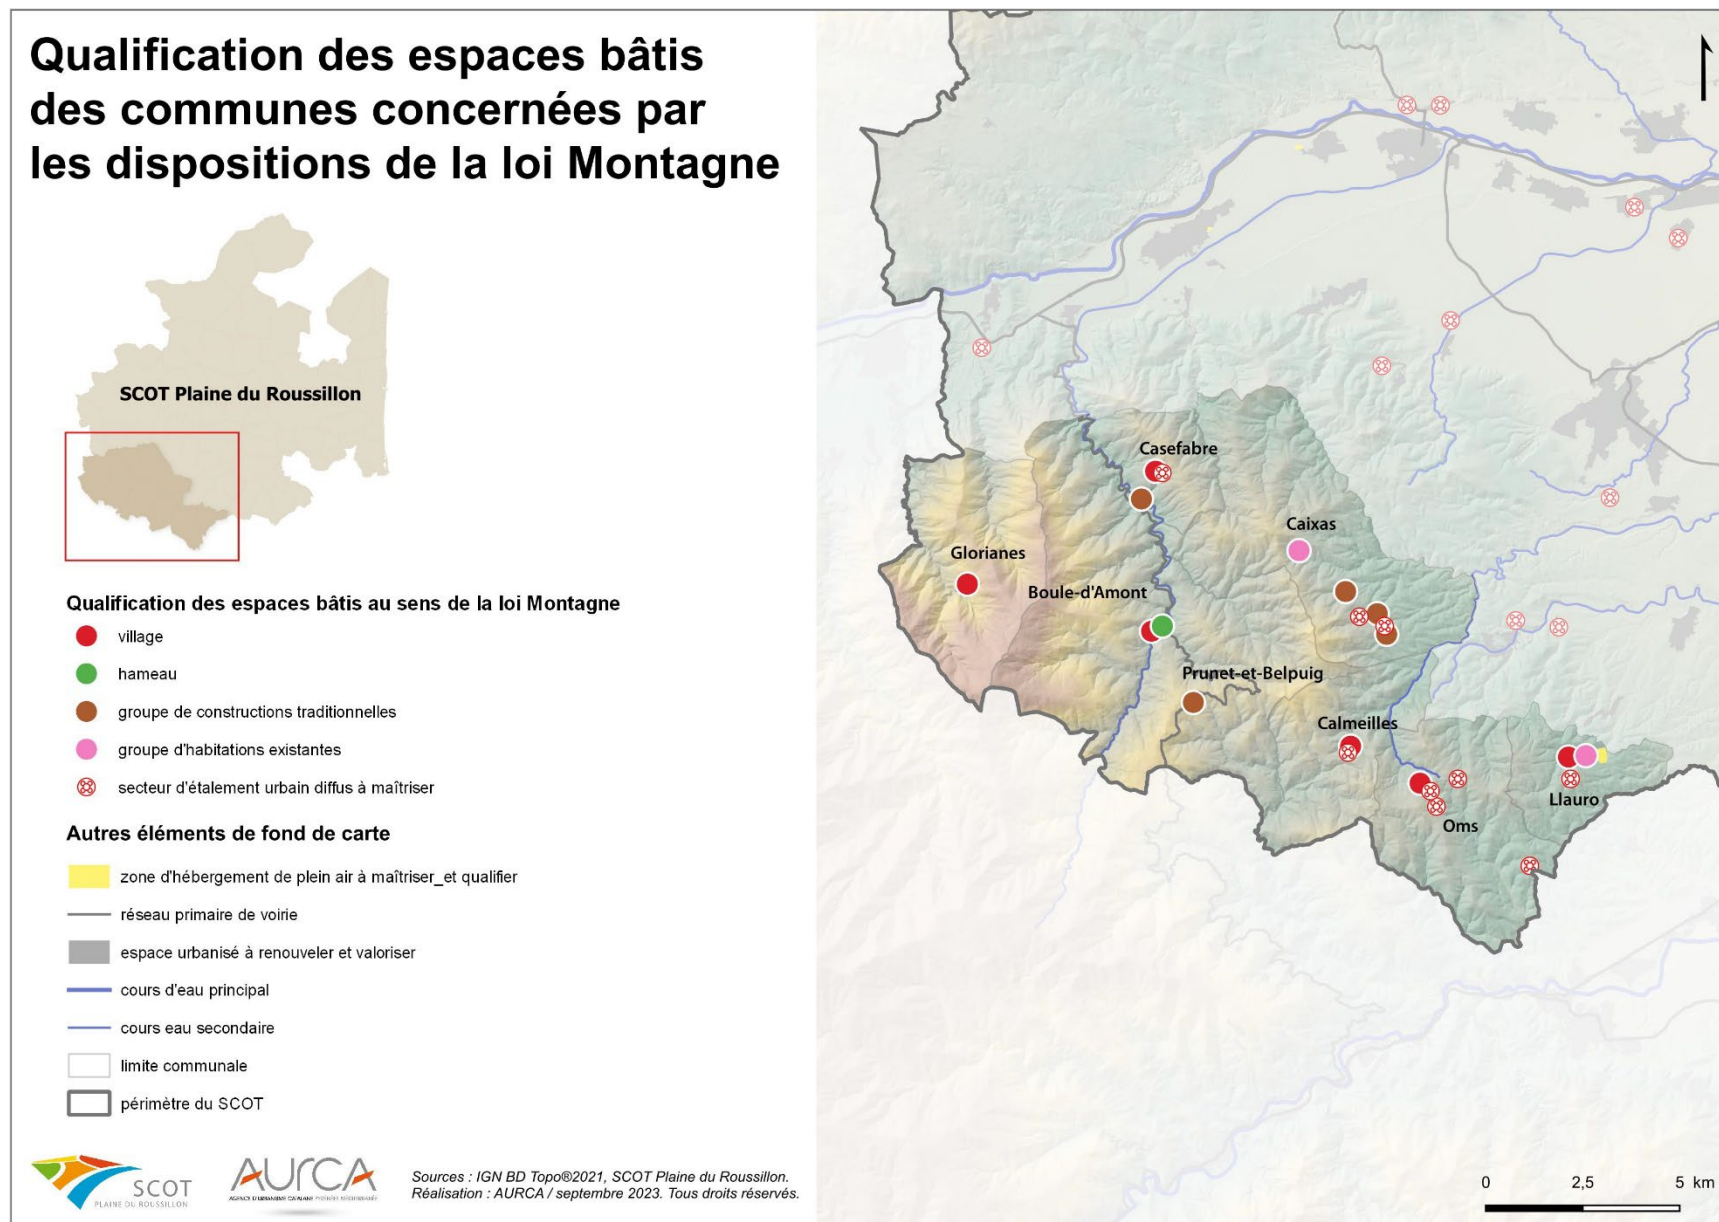 Qualification des espaces bâtis
des communes concernées par
les dispositions de la loi Montagne
SCOT Plaine du Roussillon
Qualification des espaces bâtis au sens de la loi Montagne
village
hameau
groupe de constructions traditionnelles
groupe d'habitations existantes
secteur d'étalement urbain diffus à maîtriser
Autres éléments de fond de carte
zone d'hébergement de plein air à maîtriser_et qualifier
réseau primaire de voirie
espace urbanisé à renouveler et valoriser
cours d'eau principal
cours eau secondaire
limite communale
périmètre du SCOT
SCOT
PLAINE DU ROUSSILLON
AURCA
AGENCE D'URBANISME CATALANE PYRÉNÉES MÉDITERRANÉE
Sources : IGN BD Topo®2021, SCOT Plaine du Roussillon.
Réalisation : AURCA / septembre 2023. Tous droits réservés.
Casefabre
Caixas
Glorianes
Boule-d'Amont
Prunet-et-Belpuig
Calmeilles
Llauro
Oms
0 2,5 5 km